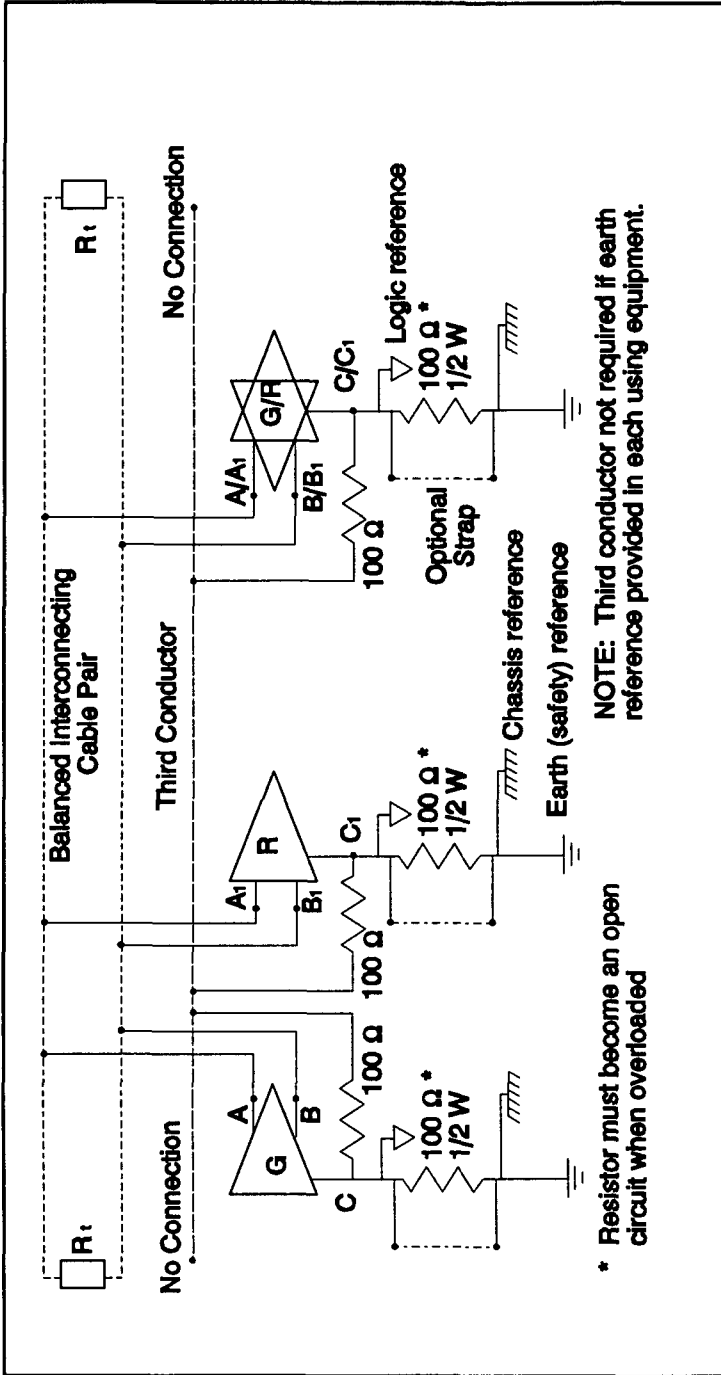 Balanced Interconnecting
Cable Pair
Rt
Rt
No Connection
Third Conductor
No Connection
A
B
G
C
100 Ω
A1
B1
R
C1
100 Ω
A/A1
B/B1
G/R
C/C1
100 Ω
Logic reference
100 Ω *
1/2 W
100 Ω *
1/2 W
100 Ω *
1/2 W
Optional
Strap
Chassis reference
Earth (safety) reference
* Resistor must become an open
circuit when overloaded
NOTE: Third conductor not required if earth
reference provided in each using equipment.